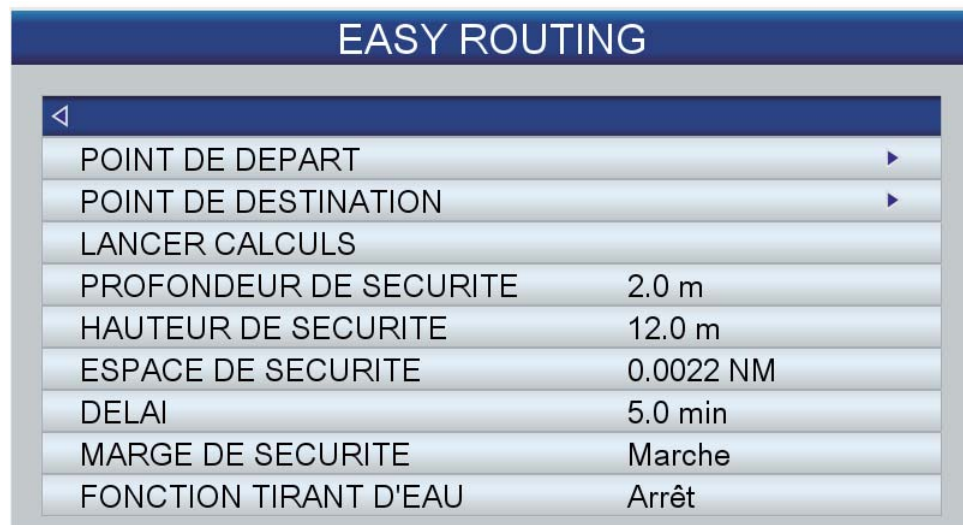 EASY ROUTING
POINT DE DEPART
POINT DE DESTINATION
LANCER CALCULS
PROFONDEUR DE SECURITE 2.0 m
HAUTEUR DE SECURITE 12.0 m
ESPACE DE SECURITE 0.0022 NM
DELAI 5.0 min
MARGE DE SECURITE Marche
FONCTION TIRANT D'EAU Arrêt